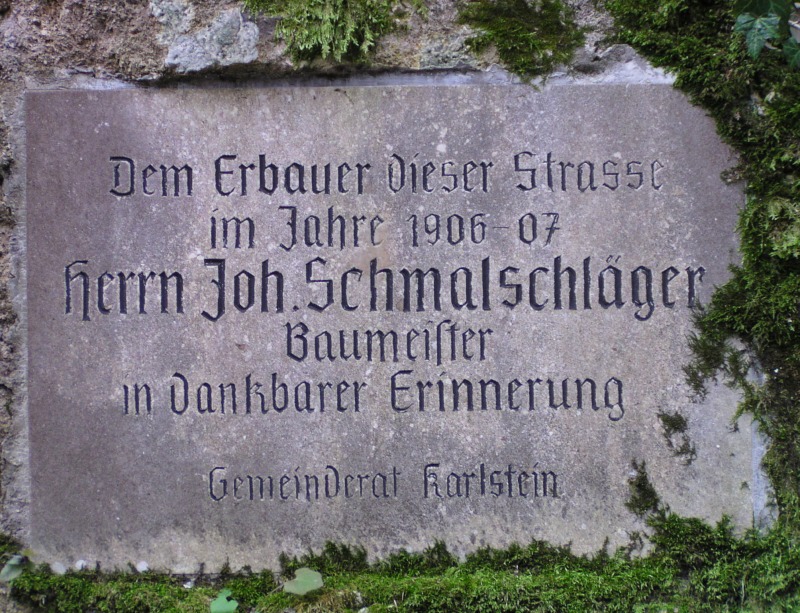 Dem Erbauer dieser Strasse
im Jahre 1906-07
Herrn Joh. Schmalschläger
Baumeiſter
in Dankbarer Erinnerung
Gemeinderat Karlstein